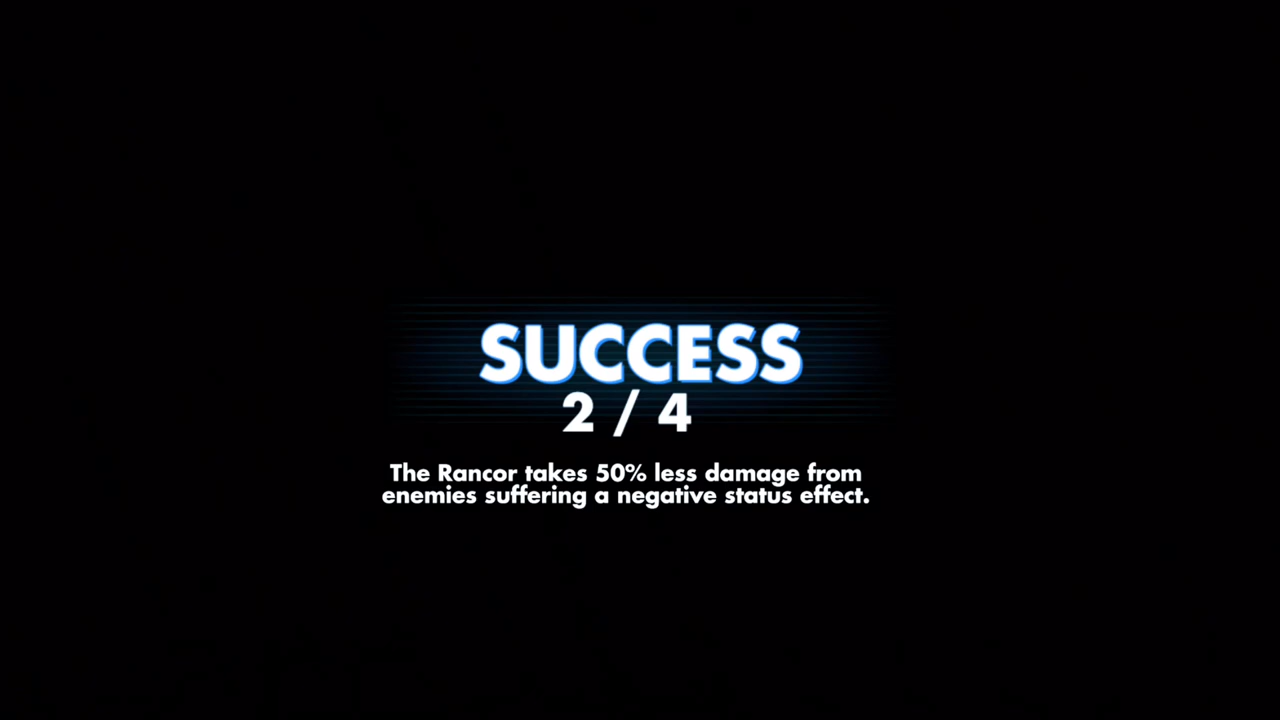 SUCCESS
2 / 4
The Rancor takes 50% less damage from
enemies suffering a negative status effect.